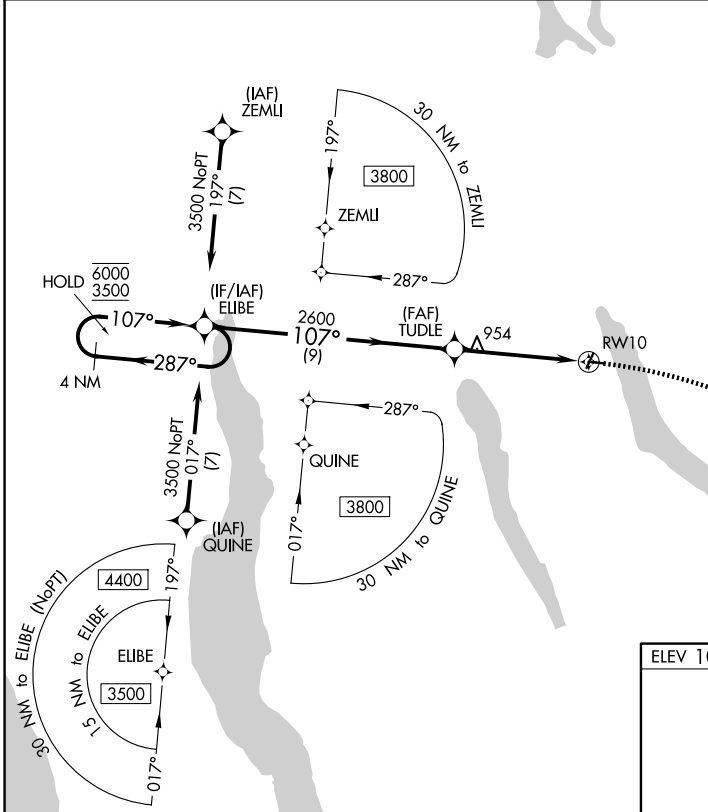 (IAF)
ZEMLI
3500 NoPT
197°
(7)
30 NM to ZEMLI
197°
3800
ZEMLI
287°
HOLD
6000
3500
107°
(IF/IAF)
ELIBE
2600
107°
(9)
(FAF)
TUDLE
954
RW10
287°
4 NM
3500 NoPT
017°
(7)
(IAF)
QUINE
287°
QUINE
3800
017°
30 NM to QUINE
30 NM to ELIBE (NoPT)
4400
197°
15 NM to ELIBE
ELIBE
3500
017°
ELEV 10